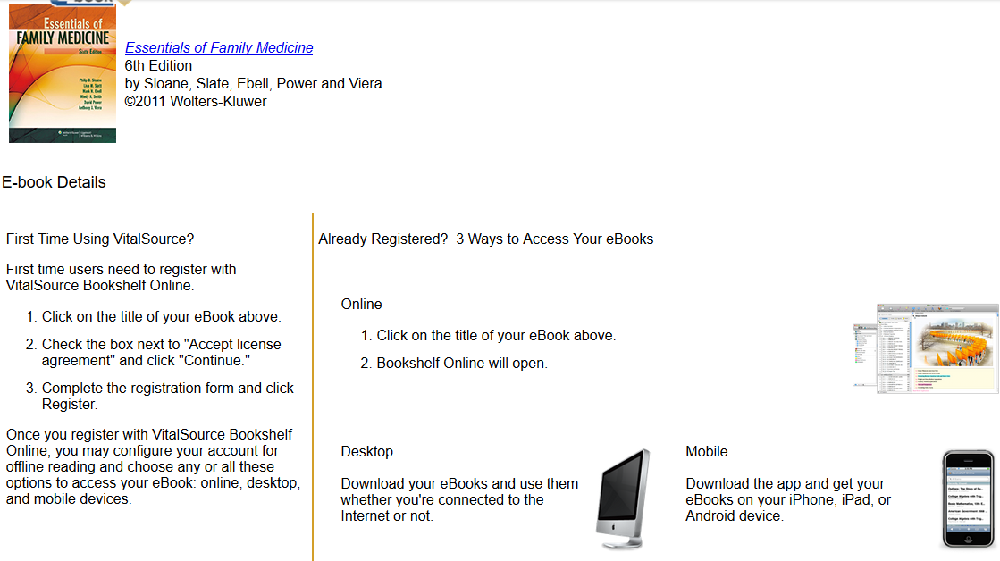 BOOK
Essentials of
FAMILY MEDICINE
Sixth Edition
Philip D. Sloane
Lisa M. Slatt
Mark H. Ebell
Mindy A. Smith
David Power
Anthony J. Viera
Essentials of Family Medicine
6th Edition
by Sloane, Slate, Ebell, Power and Viera
©2011 Wolters-Kluwer
E-book Details
First Time Using VitalSource?
First time users need to register with
VitalSource Bookshelf Online.
1. Click on the title of your eBook above.
2. Check the box next to "Accept license
agreement" and click "Continue."
3. Complete the registration form and click
Register.
Once you register with VitalSource Bookshelf
Online, you may configure your account for
offline reading and choose any or all these
options to access your eBook: online, desktop,
and mobile devices.
Already Registered?  3 Ways to Access Your eBooks
Online
1. Click on the title of your eBook above.
2. Bookshelf Online will open.
Desktop
Download your eBooks and use them
whether you're connected to the
Internet or not.
Mobile
Download the app and get your
eBooks on your iPhone, iPad, or
Android device.